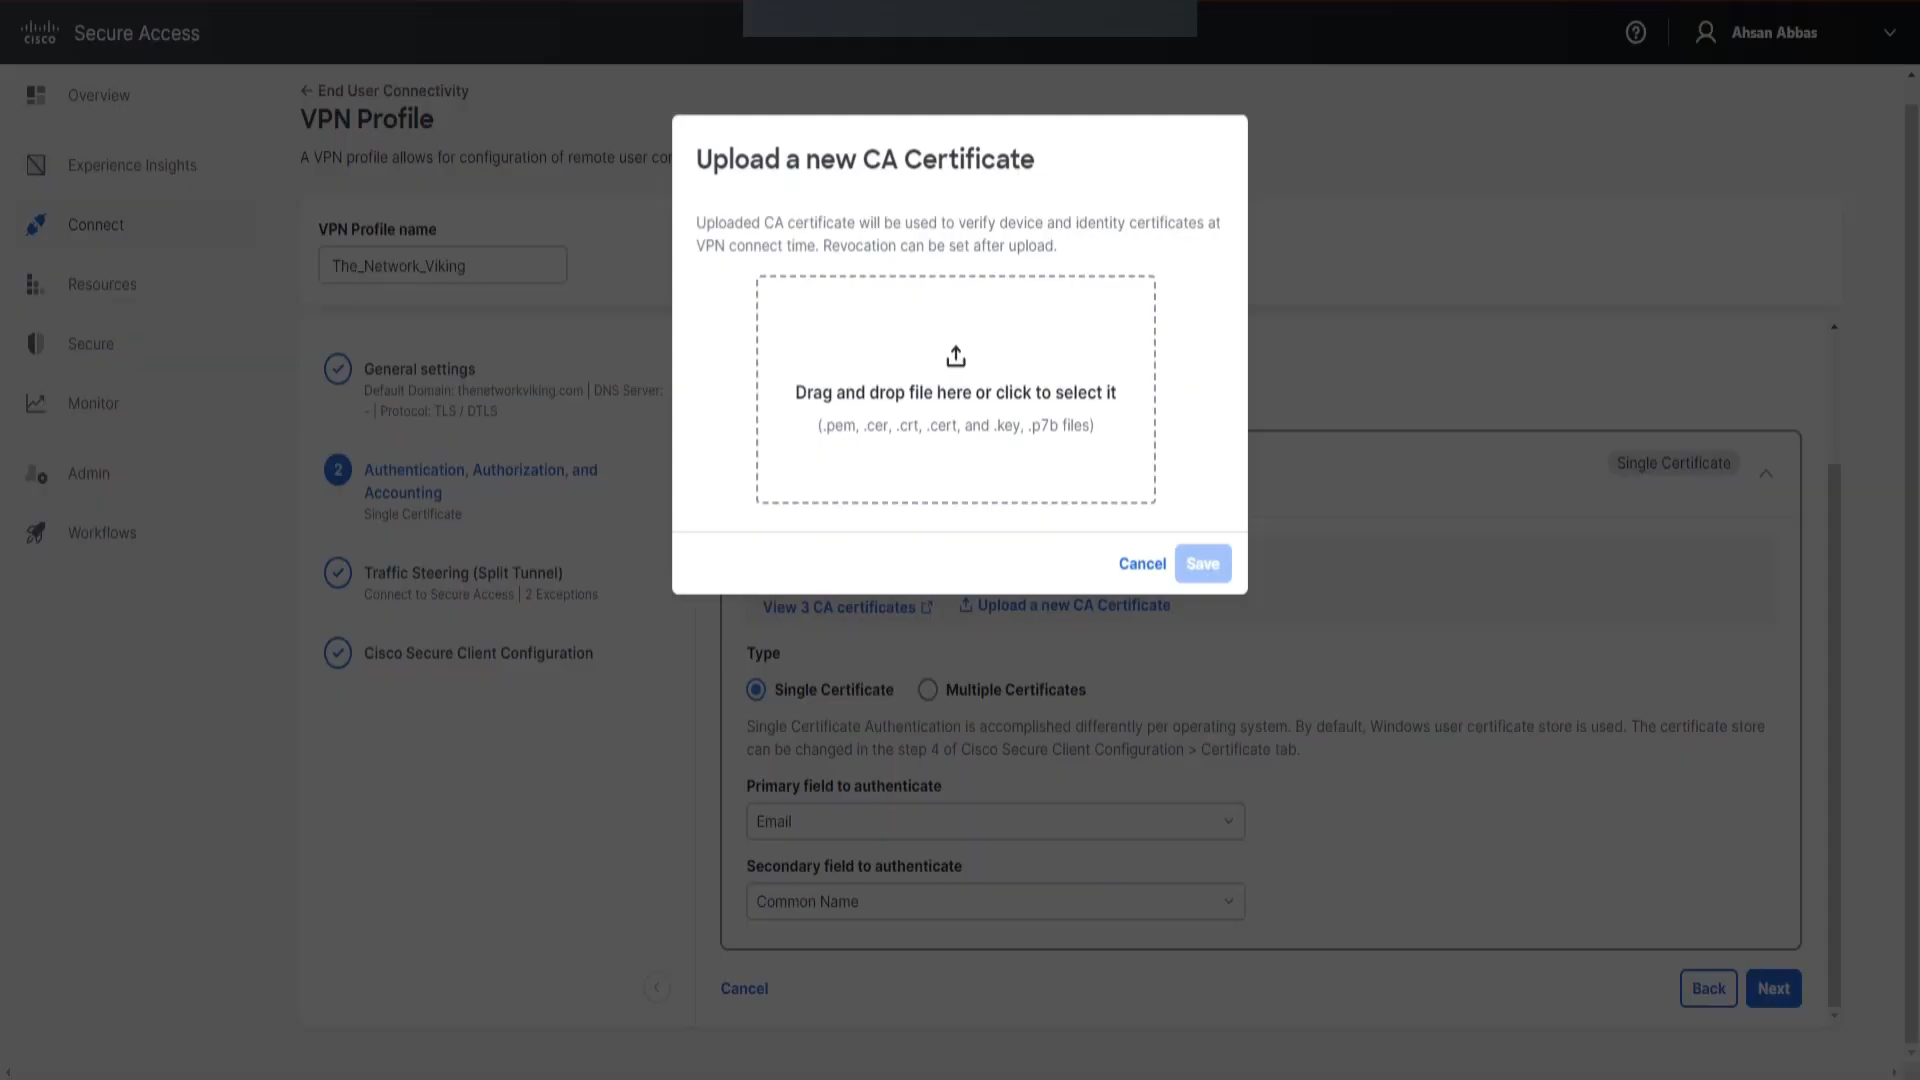 CISCO
Secure Access
Ahsan Abbas
Overview
Experience Insights
Connect
Resources
Secure
Monitor
Admin
Workflows
← End User Connectivity
VPN Profile
A VPN profile allows for configuration of remote user
VPN Profile name
The_Network_Viking
General settings
Default Domain: thenetworkviking.com | DNS Server:
- | Protocol: TLS / DTLS
2
Authentication, Authorization, and
Accounting
Single Certificate
Traffic Steering (Split Tunnel)
Connect to Secure Access | 2 Exceptions
Cisco Secure Client Configuration
Upload a new CA Certificate
Uploaded CA certificate will be used to verify device and identity certificates at
VPN connect time. Revocation can be set after upload.
Drag and drop file here or click to select it
(.pem, .cer, .crt, .cert, and .key, .p7b files)
Cancel
Save
Single Certificate
View 3 CA certificates
Upload a new CA Certificate
Type
Single Certificate
Multiple Certificates
Single Certificate Authentication is accomplished differently per operating system. By default, Windows user certificate store is used. The certificate store
can be changed in the step 4 of Cisco Secure Client Configuration > Certificate tab.
Primary field to authenticate
Email
Secondary field to authenticate
Common Name
Cancel
Back
Next